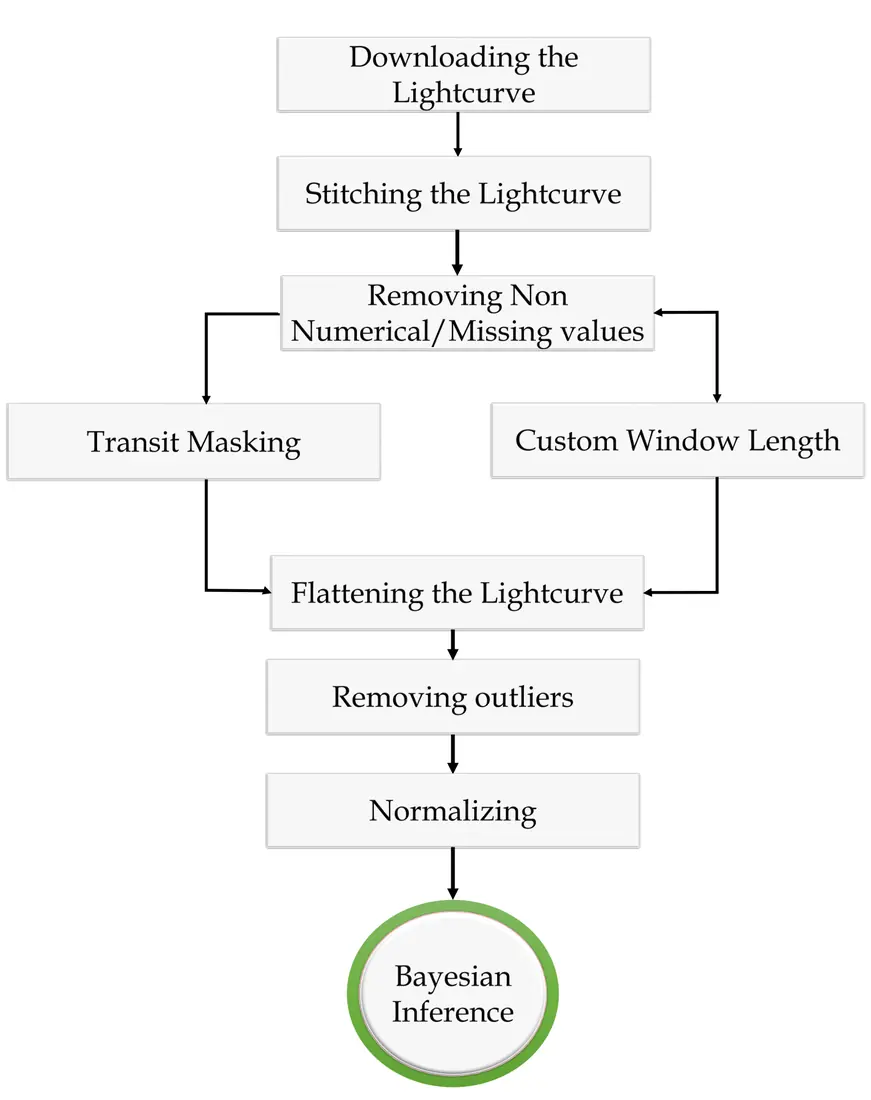 Downloading the
Lightcurve
Stitching the Lightcurve
Removing Non
Numerical/Missing values
Transit Masking
Custom Window Length
Flattening the Lightcurve
Removing outliers
Normalizing
Bayesian
Inference